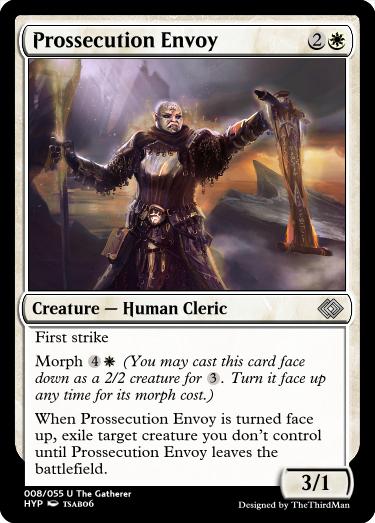 Prossecution Envoy 2
Creature — Human Cleric
First strike
Morph 4 (You may cast this card face
down as a 2/2 creature for 3. Turn it face up
any time for its morph cost.)
When Prossecution Envoy is turned face
up, exile target creature you don't control
until Prossecution Envoy leaves the
battlefield.
3/1
008/055 U The Gatherer
HYP TSABO6 Designed by TheThirdMan